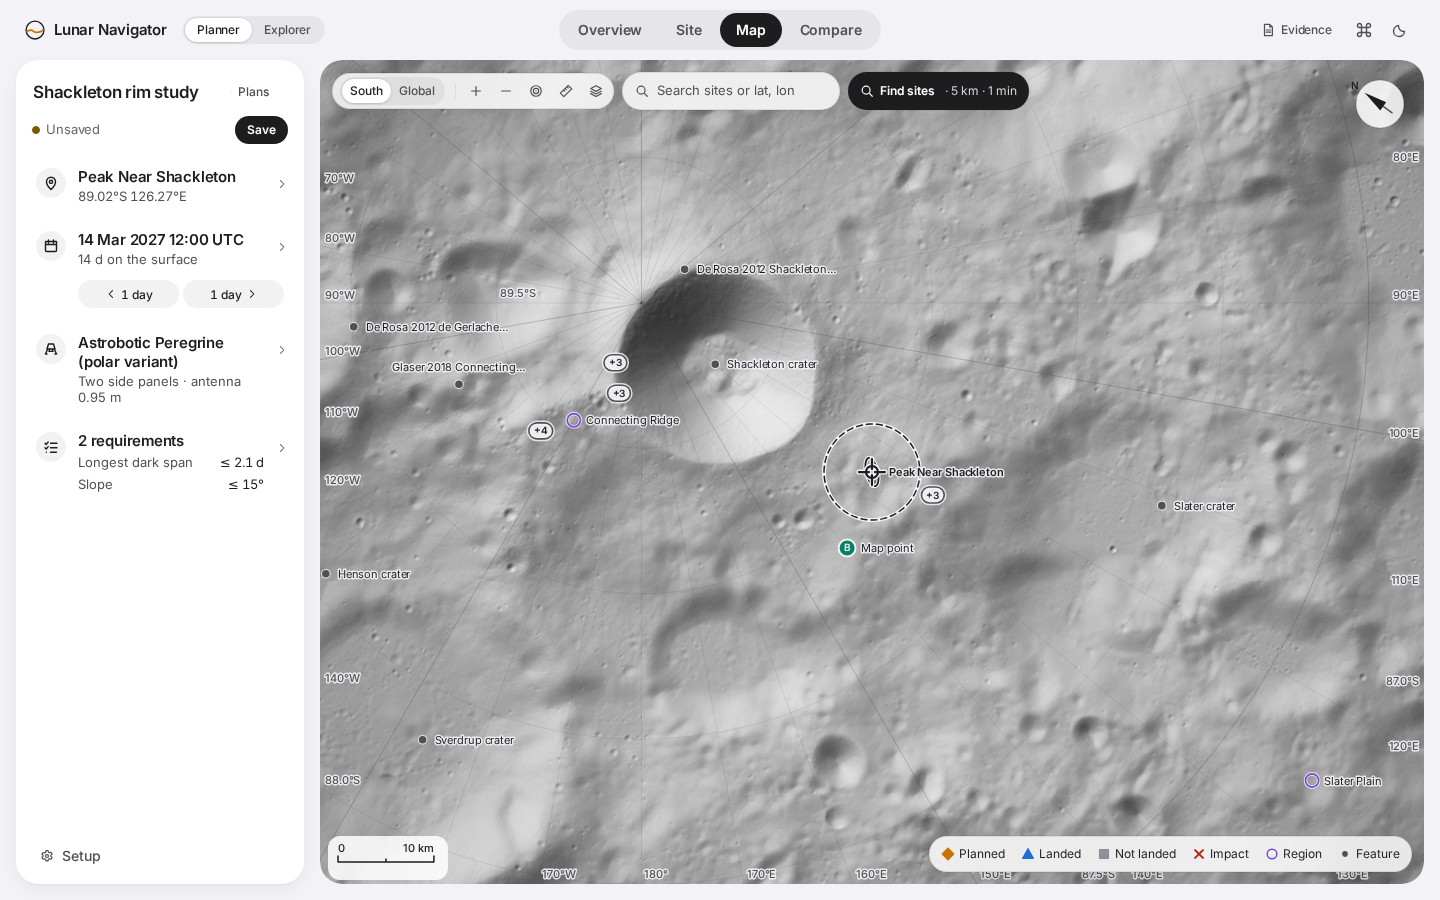 Lunar Navigator
Planner
Explorer
Overview
Site
Map
Compare
Evidence
Shackleton rim study
Plans
Unsaved
Save
Peak Near Shackleton
89.02°S 126.27°E
14 Mar 2027 12:00 UTC
14 d on the surface
1 day
1 day
Astrobotic Peregrine
(polar variant)
Two side panels · antenna
0.95 m
2 requirements
Longest dark span ≤ 2.1 d
Slope ≤ 15°
Setup
South
Global
Search sites or lat, lon
Find sites · 5 km · 1 min
N
80°E
70°W
80°W
De Rosa 2012 Shackleton...
89.5°S
90°W
90°E
De Rosa 2012 de Gerlache...
100°W
+3
Shackleton crater
Glaser 2018 Connecting...
+3
110°W
Connecting Ridge
+4
100°E
Peak Near Shackleton
120°W
+3
Slater crater
B
Map point
Henson crater
110°E
140°W
87.0°S
Sverdrup crater
120°E
88.0°S
Slater Plain
0
10 km
Planned
Landed
Not landed
Impact
Region
Feature
170°W
180°
170°E
160°E
150°E
87.5°S
140°E
130°E